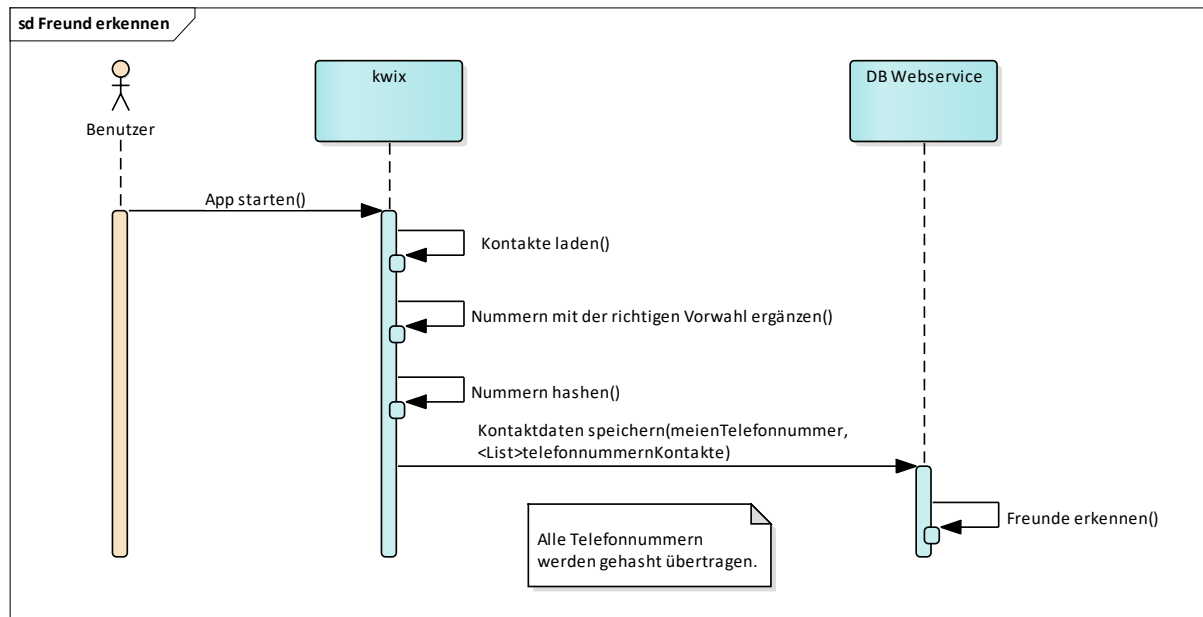 sd Freund erkennen
Benutzer
kwix
DB Webservice
App starten()
Kontakte laden()
Nummern mit der richtigen Vorwahl ergänzen()
Nummern hashen()
Kontaktdaten speichern(meienTelefonnummer,
<List>telefonnummernKontakte)
Freunde erkennen()
Alle Telefonnummern
werden gehasht übertragen.